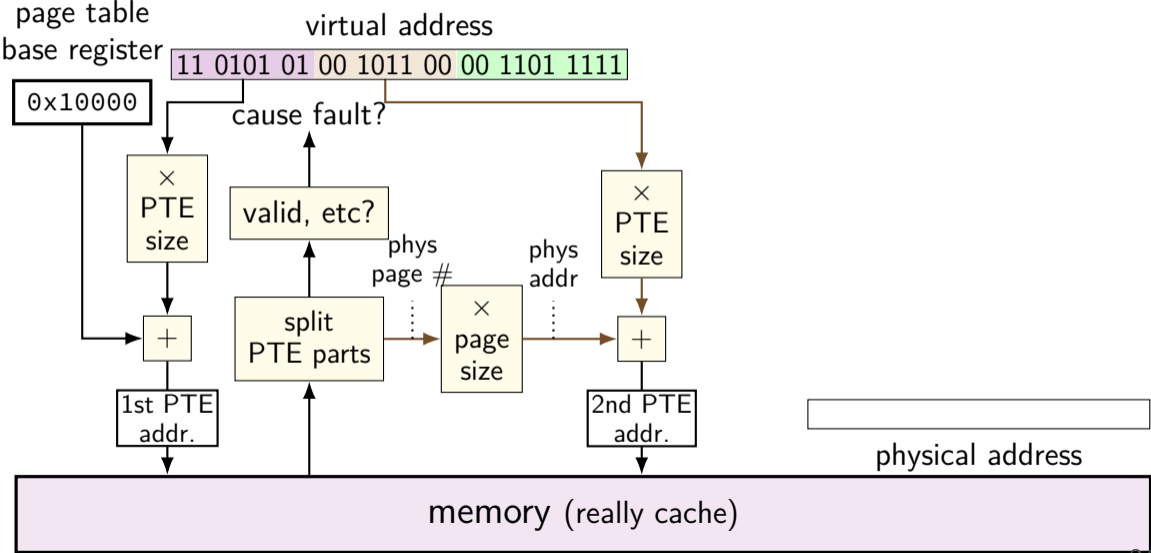 page table
base register
virtual address
11 0101 01 00 1011 00 00 1101 1111
0x10000
cause fault?
×
PTE
size
valid, etc?
phys
page #
phys
addr
×
PTE
size
split
PTE parts
×
page
size
+
+
1st PTE
addr.
2nd PTE
addr.
physical address
memory (really cache)